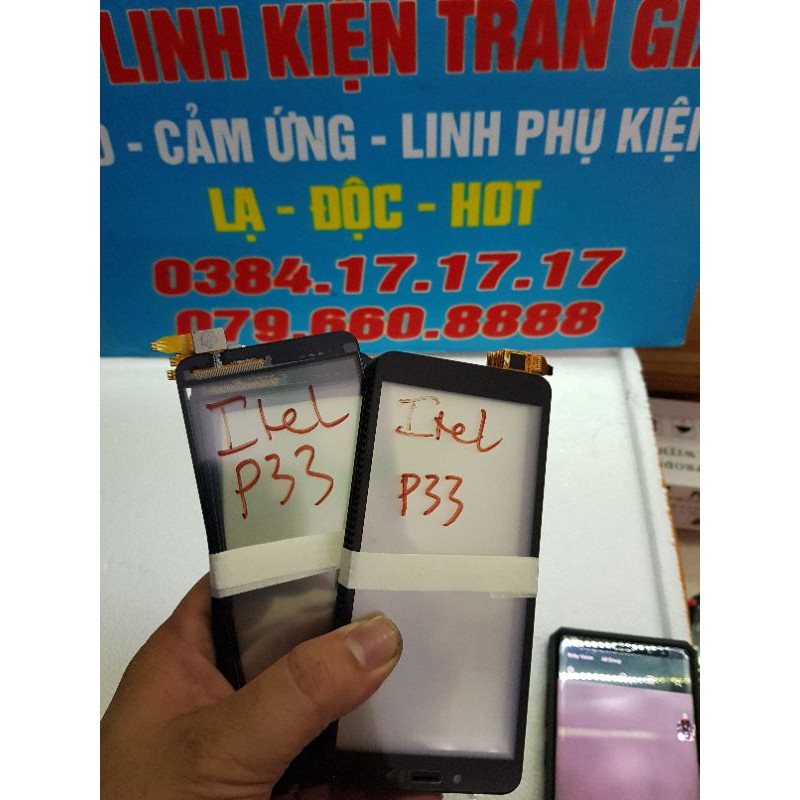 LINH KIỆN TRẦN GIA
- CẢM ỨNG - LINH PHỤ KIỆN
LẠ - ĐỘC - HOT
0384.17.17.17
079.660.8888
Itel
P33
Itel
P33